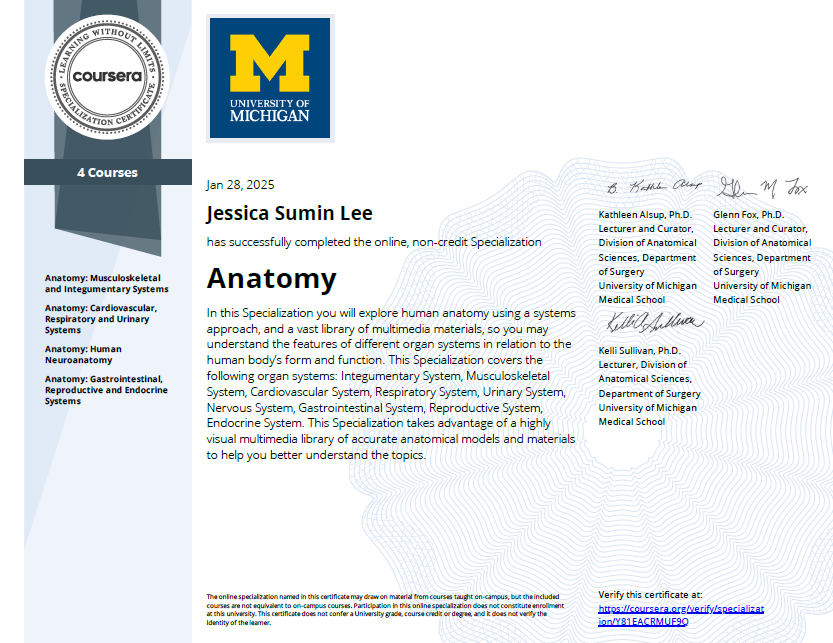 LEARNING WITHOUT LIMITS
coursera
SPECIALIZATION CERTIFICATE
4 Courses
Anatomy: Musculoskeletal
and Integumentary Systems
Anatomy: Cardiovascular,
Respiratory and Urinary
Systems
Anatomy: Human
Neuroanatomy
Anatomy: Gastrointestinal,
Reproductive and Endocrine
Systems
M
UNIVERSITY OF
MICHIGAN
Jan 28, 2025
Jessica Sumin Lee
has successfully completed the online, non-credit Specialization
Anatomy
In this Specialization you will explore human anatomy using a systems
approach, and a vast library of multimedia materials, so you may
understand the features of different organ systems in relation to the
human body's form and function. This Specialization covers the
following organ systems: Integumentary System, Musculoskeletal
System, Cardiovascular System, Respiratory System, Urinary System,
Nervous System, Gastrointestinal System, Reproductive System,
Endocrine System. This Specialization takes advantage of a highly
visual multimedia library of accurate anatomical models and materials
to help you better understand the topics.
B. Kathleen Alsup
Kathleen Alsup, Ph.D.
Lecturer and Curator,
Division of Anatomical
Sciences, Department
of Surgery
University of Michigan
Medical School
Glenn M Fox
Glenn Fox, Ph.D.
Lecturer and Curator,
Division of Anatomical
Sciences, Department
of Surgery
University of Michigan
Medical School
Kelli A Sullivan
Kelli Sullivan, Ph.D.
Lecturer, Division of
Anatomical Sciences,
Department of Surgery
University of Michigan
Medical School
The online specialization named in this certificate may draw on material from courses taught on-campus, but the included
courses are not equivalent to on-campus courses. Participation in this online specialization does not constitute enrollment
at this university. This certificate does not confer a University grade, course credit or degree, and it does not verify the
identity of the learner.
Verify this certificate at:
https://coursera.org/verify/specializat
ion/Y81EACRMUF9Q